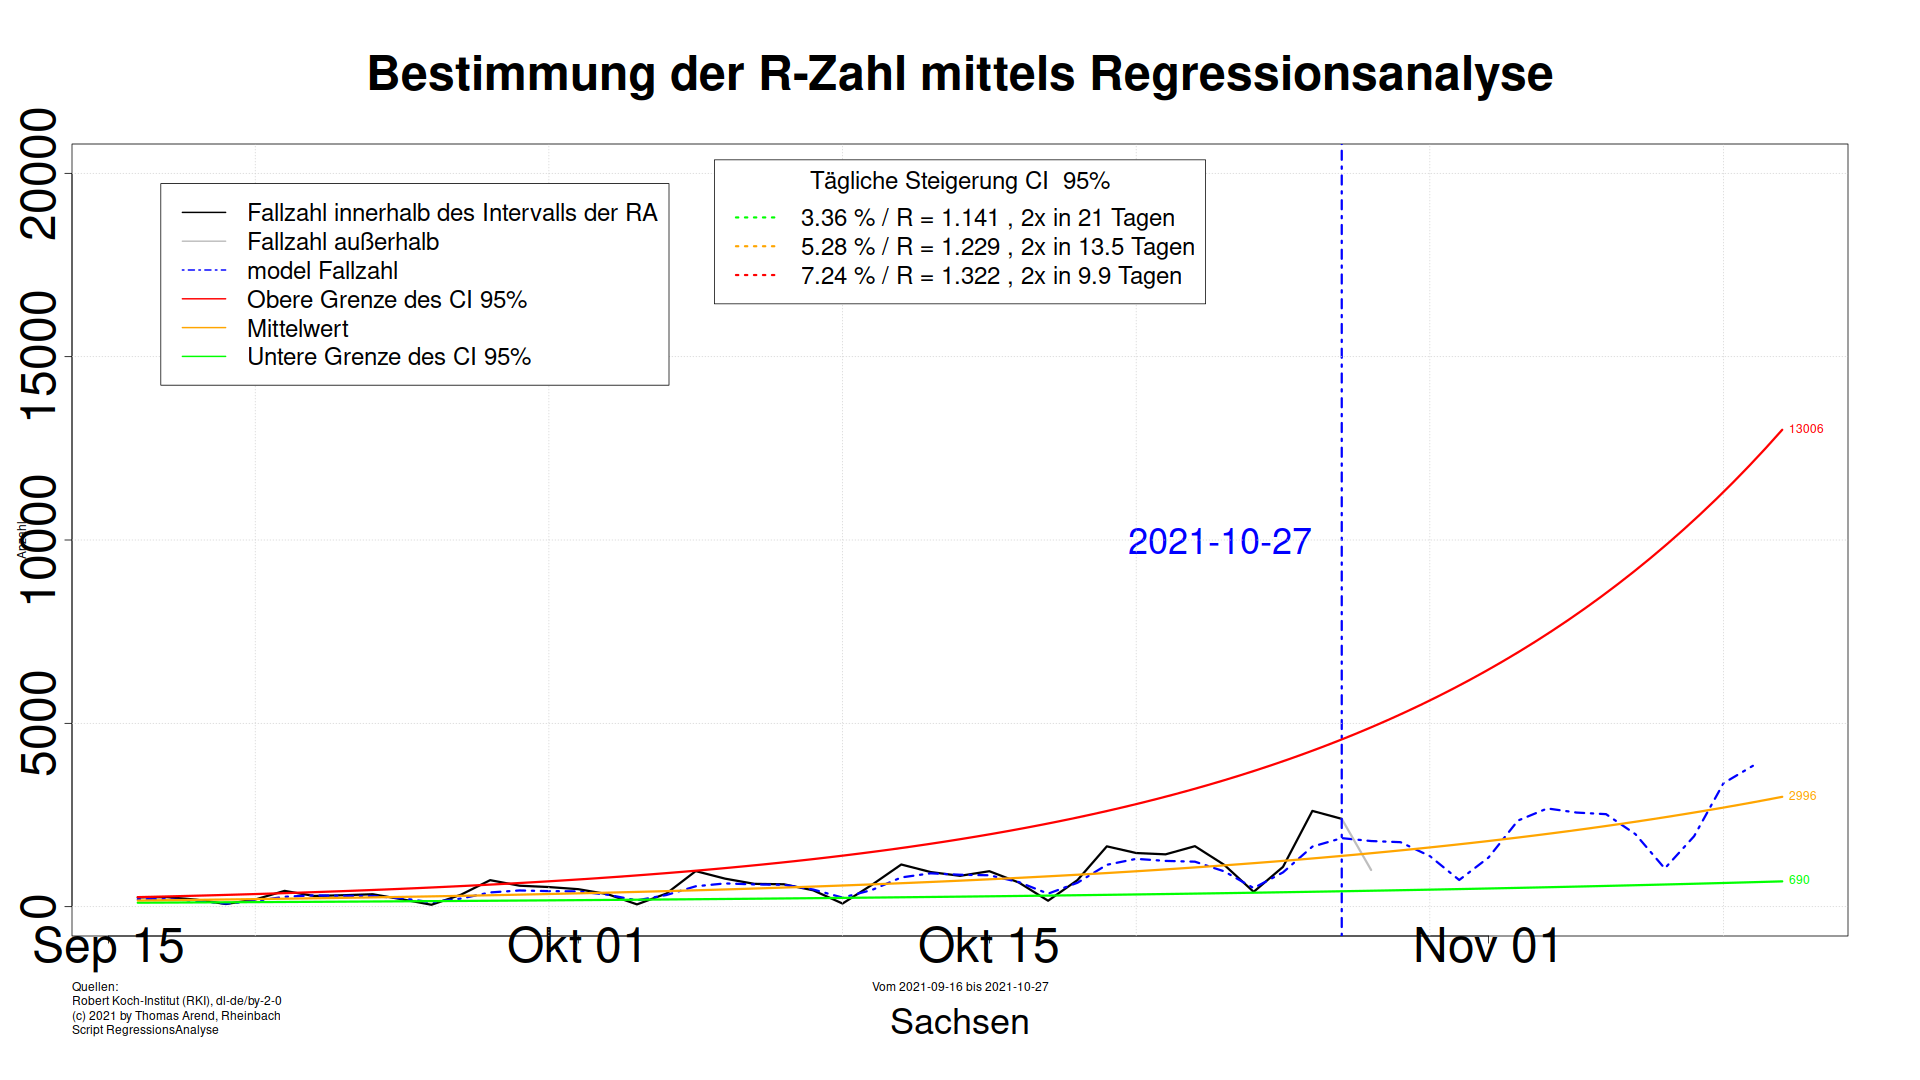 Bestimmung der R-Zahl mittels Regressionsanalyse
20000
15000
10000
5000
0
Anzahl
Fallzahl innerhalb des Intervalls der RA
Fallzahl außerhalb
model Fallzahl
Obere Grenze des CI 95%
Mittelwert
Untere Grenze des CI 95%
Tägliche Steigerung CI 95%
3.36 % / R = 1.141 , 2x in 21 Tagen
5.28 % / R = 1.229 , 2x in 13.5 Tagen
7.24 % / R = 1.322 , 2x in 9.9 Tagen
13006
2021-10-27
2996
690
Sep 15 Okt 01 Okt 15 Nov 01
Quellen:
Robert Koch-Institut (RKI), dl-de/by-2-0
(c) 2021 by Thomas Arend, Rheinbach
Script RegressionsAnalyse
Vom 2021-09-16 bis 2021-10-27
Sachsen